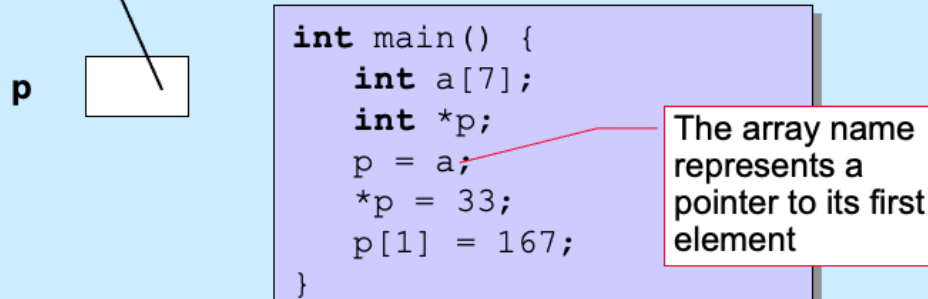 p
int main() {
int a[7];
int *p;
p = a;
*p = 33;
p[1] = 167;
}
The array name
represents a
pointer to its first
element